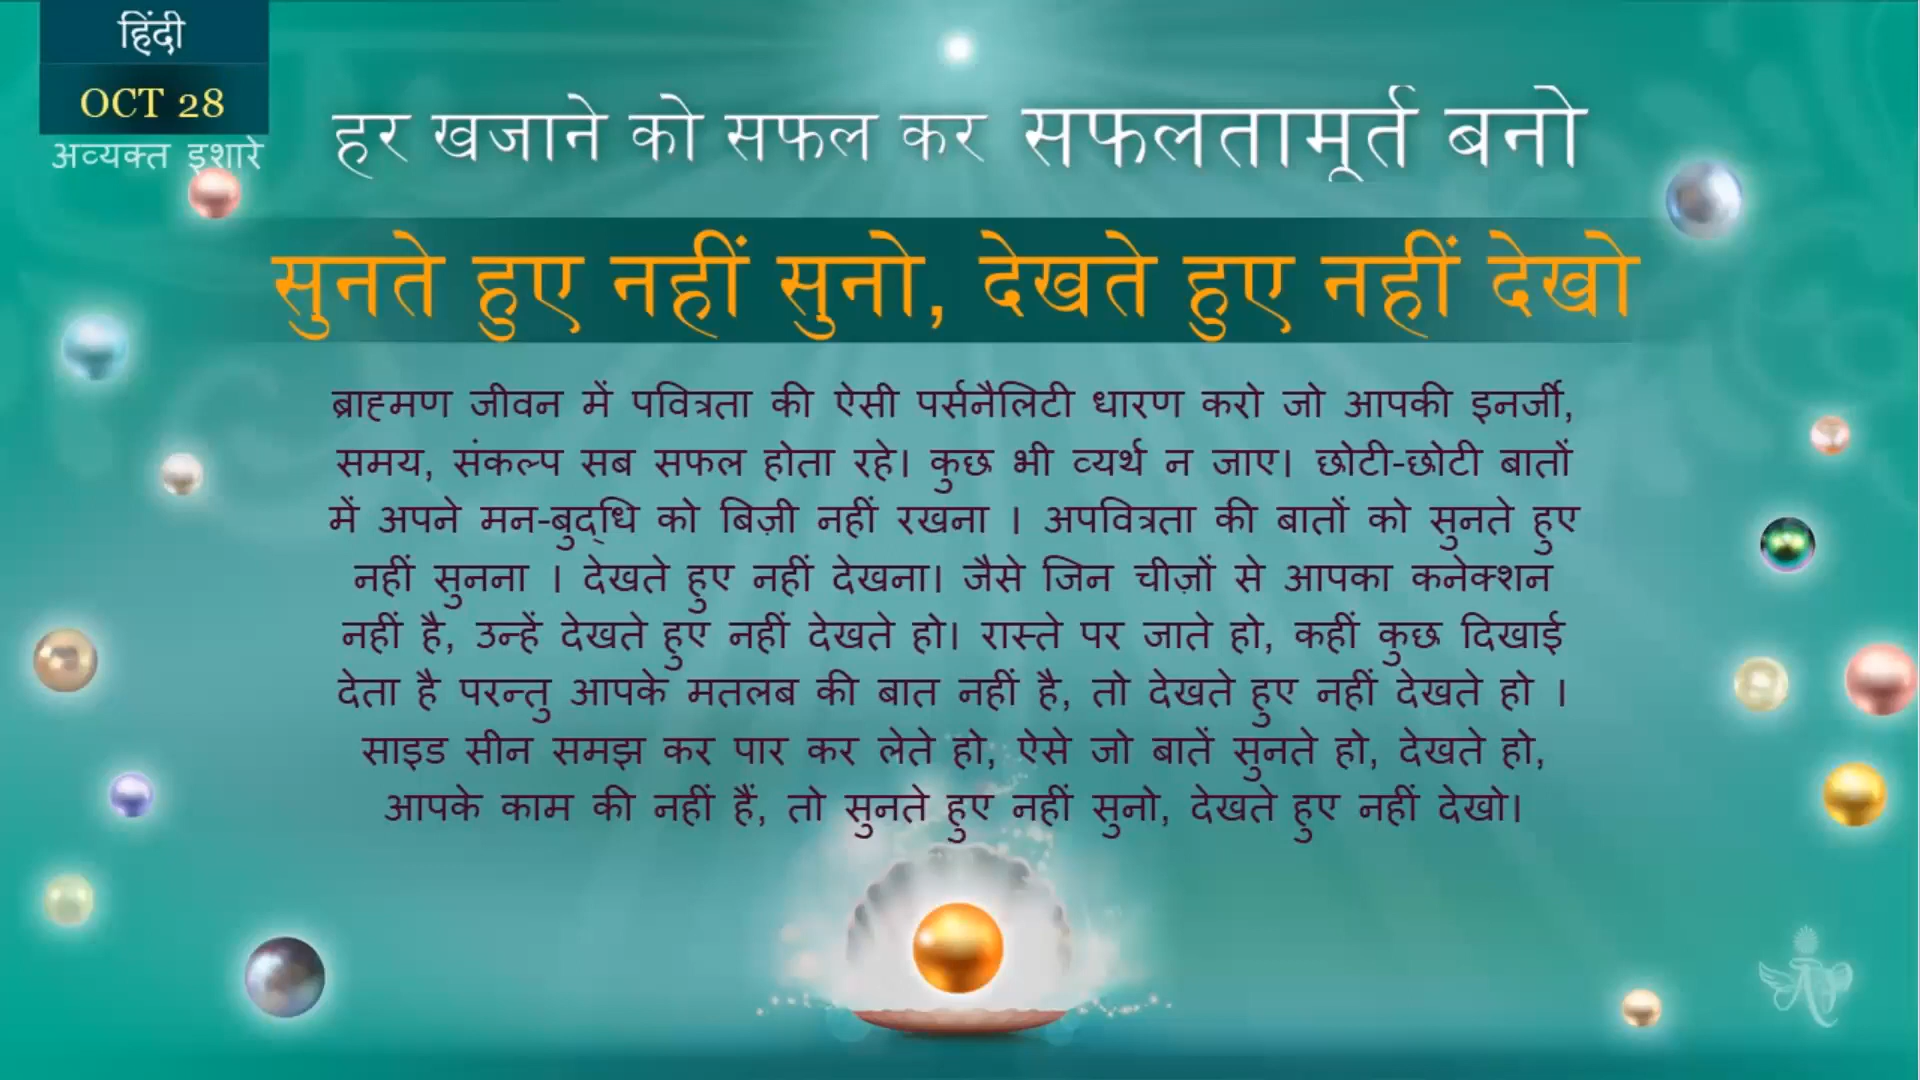 हिंदी
OCT 28
अव्यक्त इशारे
हर खजाने को सफल कर सफलतामूर्त बनो
सुनते हुए नहीं सुनो, देखते हुए नहीं देखो
ब्राह्मण जीवन में पवित्रता की ऐसी पर्सनैलिटी धारण करो जो आपकी इनर्जी,
समय, संकल्प सब सफल होता रहे। कुछ भी व्यर्थ न जाए। छोटी-छोटी बातों
में अपने मन-बुद्धि को बिज़ी नहीं रखना । अपवित्रता की बातों को सुनते हुए
नहीं सुनना । देखते हुए नहीं देखना। जैसे जिन चीज़ों से आपका कनेक्शन
नहीं है, उन्हें देखते हुए नहीं देखते हो। रास्ते पर जाते हो, कहीं कुछ दिखाई
देता है परन्तु आपके मतलब की बात नहीं है, तो देखते हुए नहीं देखते हो ।
साइड सीन समझ कर पार कर लेते हो, ऐसे जो बातें सुनते हो, देखते हो,
आपके काम की नहीं हैं, तो सुनते हुए नहीं सुनो, देखते हुए नहीं देखो।